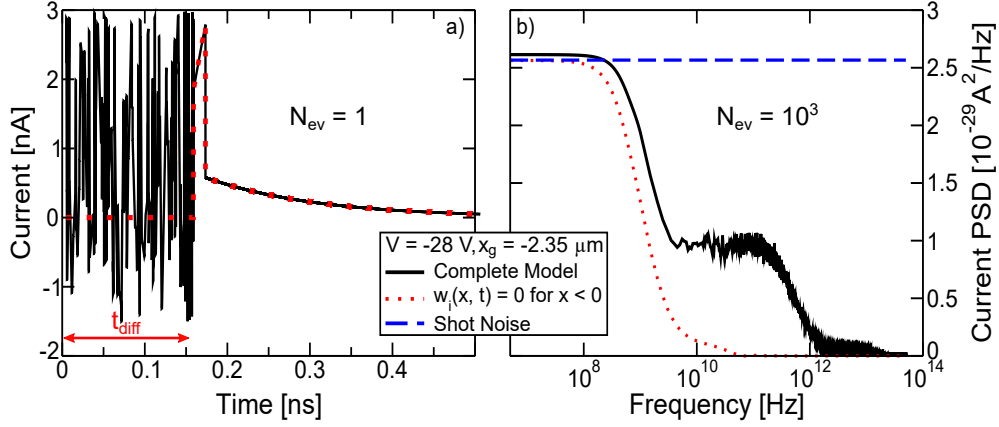 a)
3
2
1
0
-1
-2
Current [nA]
N_ev = 1
t_diff
0 0.1 0.2 0.3 0.4
Time [ns]
V = -28 V, x_g = -2.35 μm
Complete Model
w_i(x, t) = 0 for x < 0
Shot Noise
b)
N_ev = 10^3
3
2.5
2
1.5
1
0.5
0
Current PSD [10^-29 A^2/Hz]
10^8 10^10 10^12 10^14
Frequency [Hz]